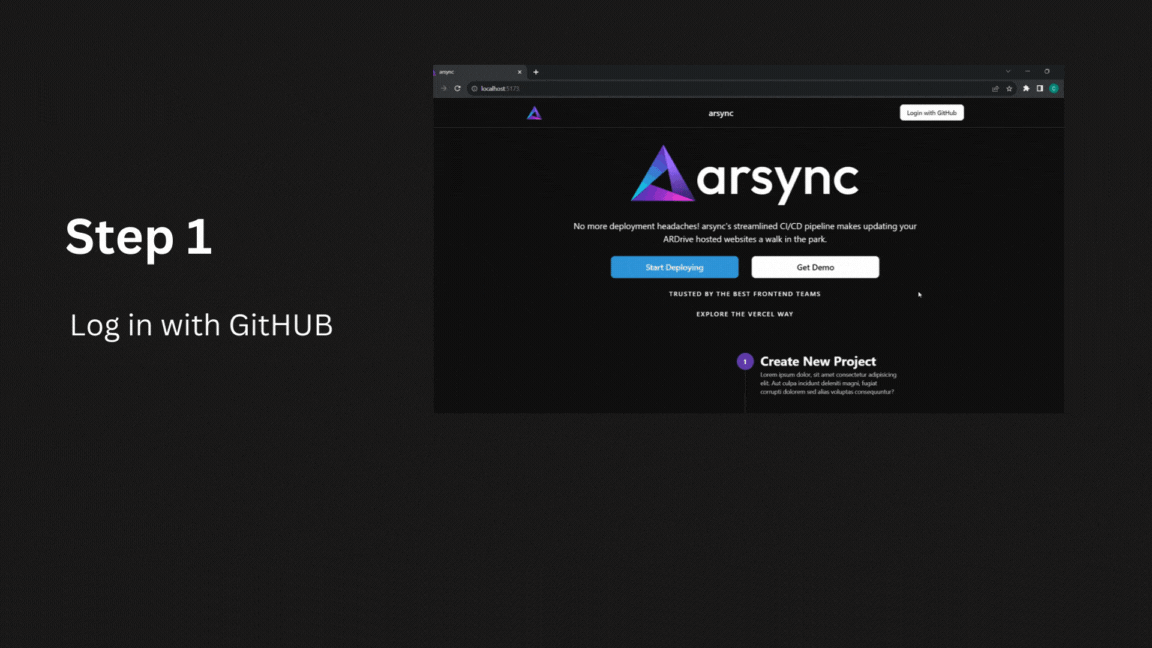 Step 1
Log in with GitHUB
arsync
localhost:5173
arsync
Login with GitHub
arsync
No more deployment headaches! arsync's streamlined CI/CD pipeline makes updating your
ARDrive hosted websites a walk in the park.
Start Deploying
Get Demo
TRUSTED BY THE BEST FRONTEND TEAMS
EXPLORE THE VERCEL WAY
1
Create New Project
Lorem ipsum dolor, sit amet consectetur adipisicing
elit. Aut culpa incidunt deleniti magni, fugiat
corrupti dolorem sed alias voluptas consequuntur?